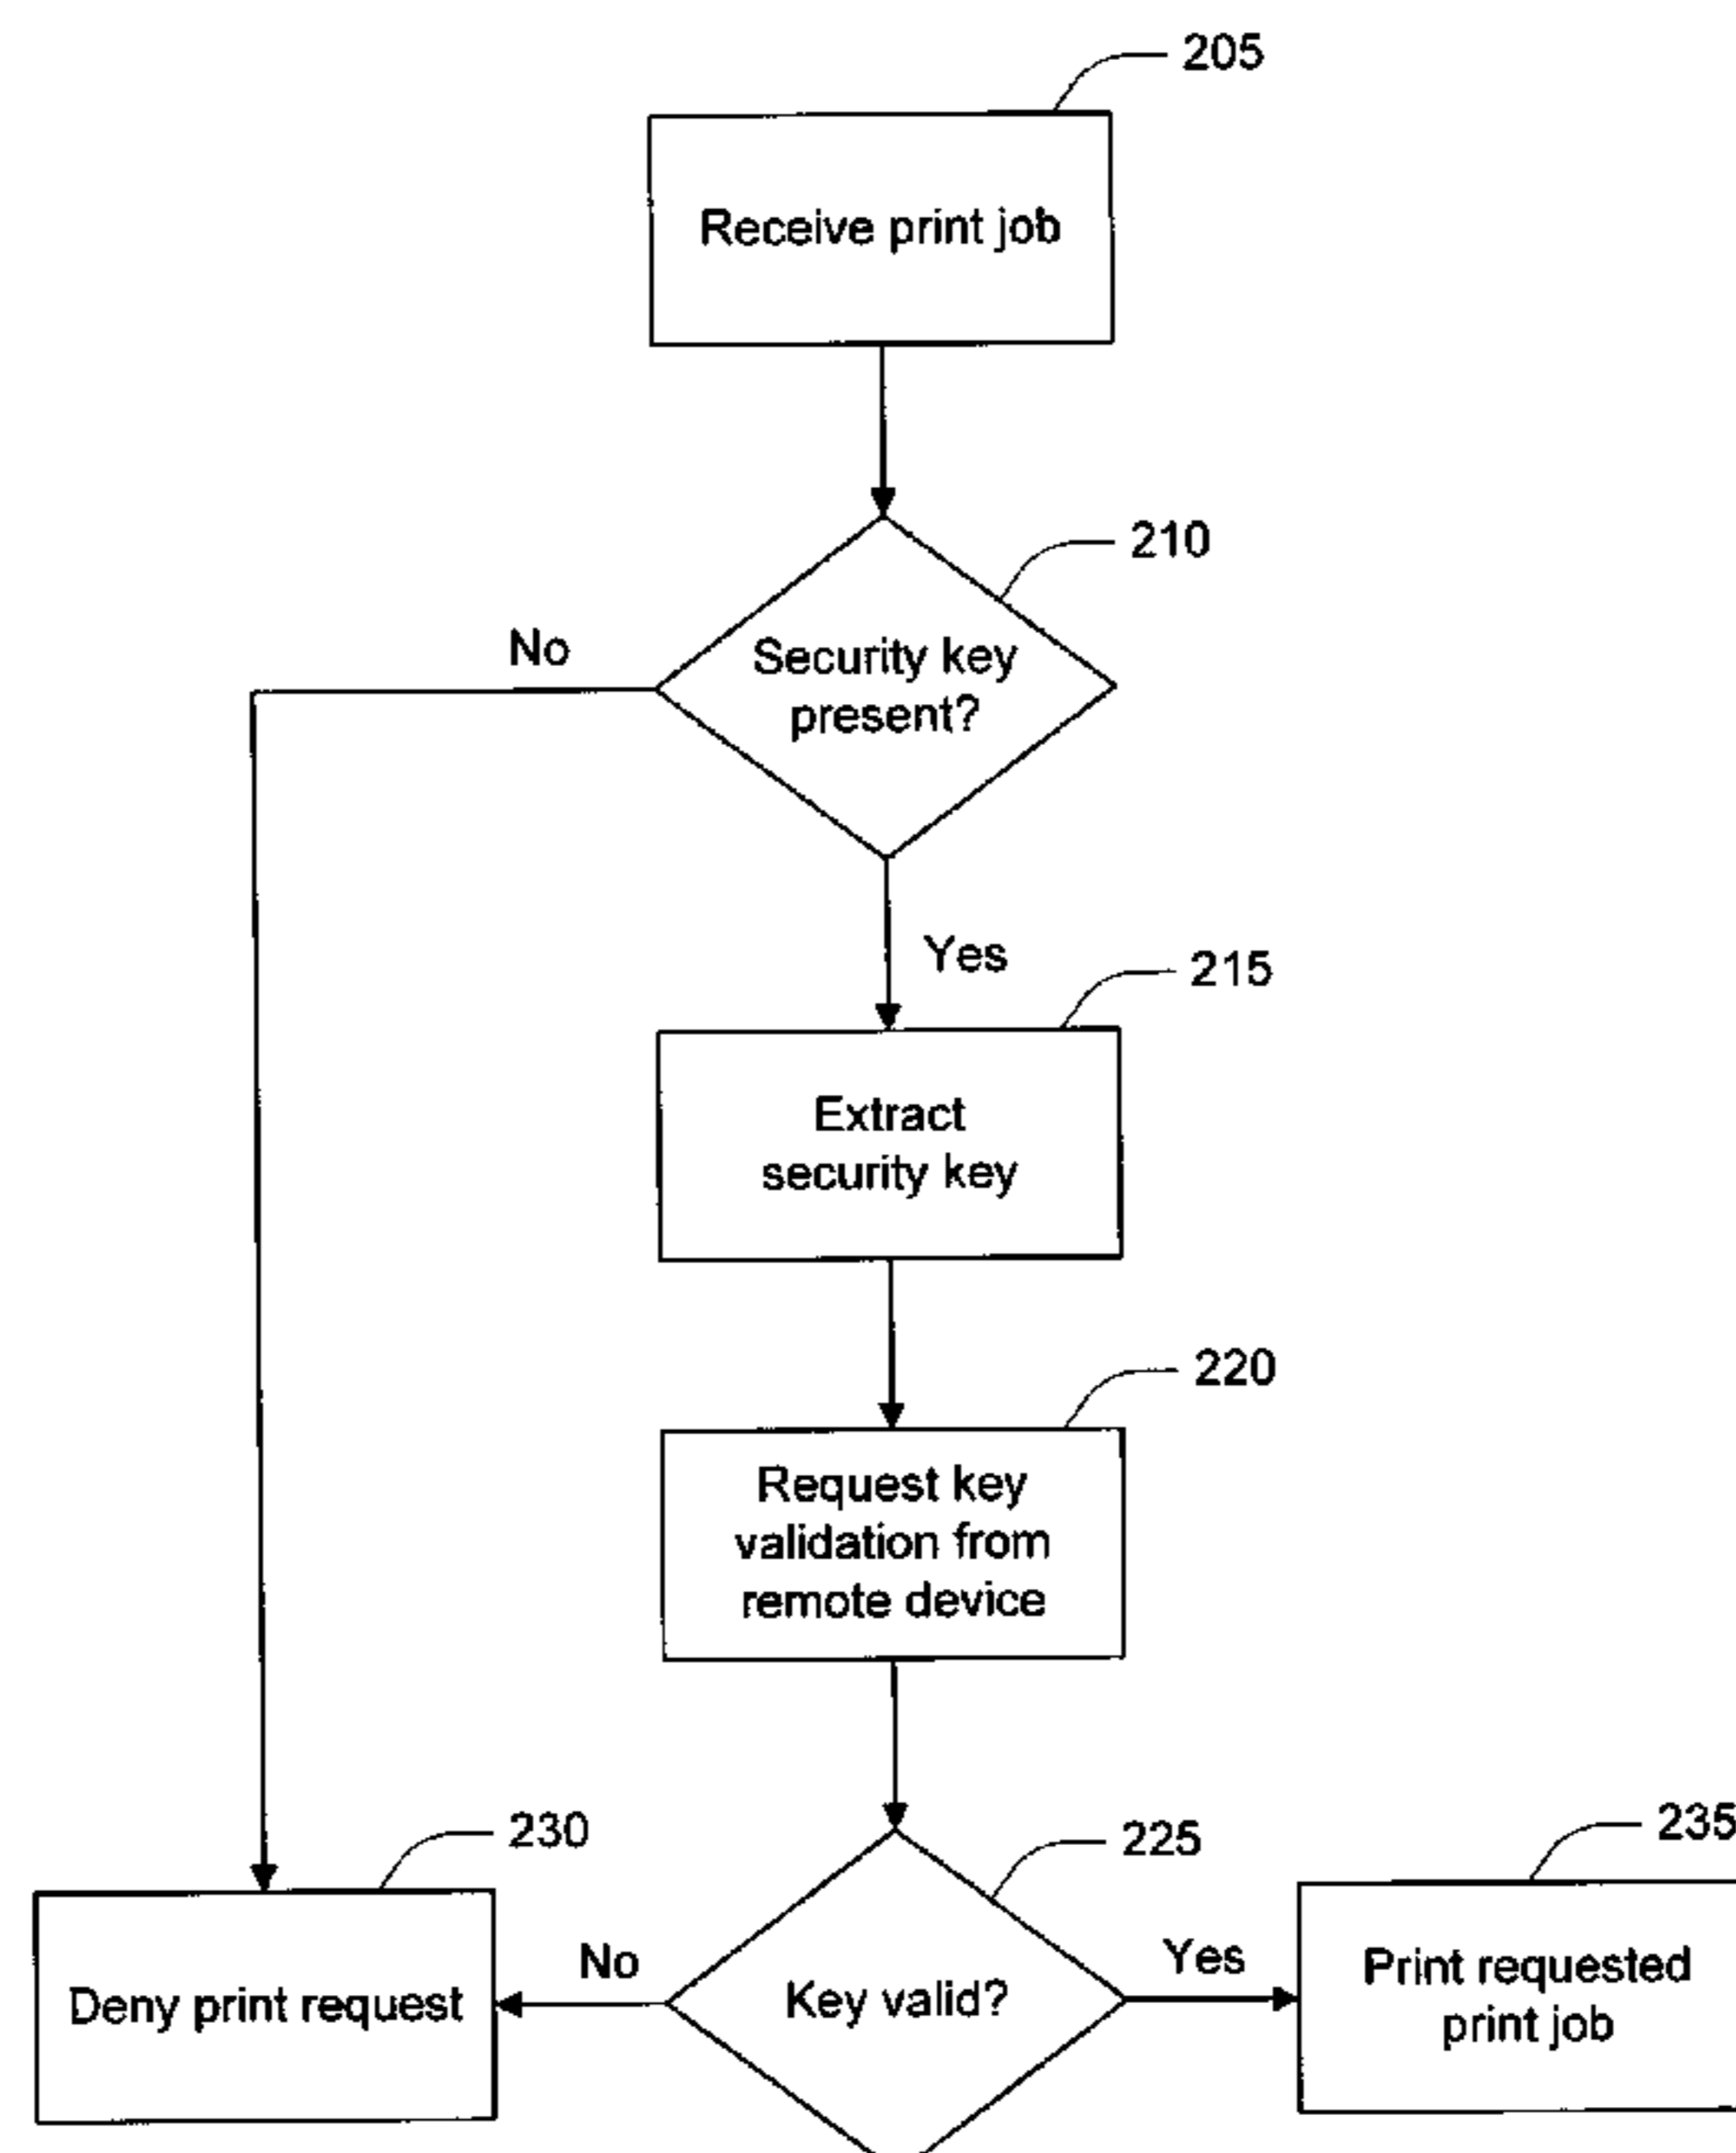 205
Receive print job
210
No
Security key
present?
Yes
215
Extract
security key
220
Request key
validation from
remote device
230
225
235
No
Yes
Deny print request
Key valid?
Print requested
print job